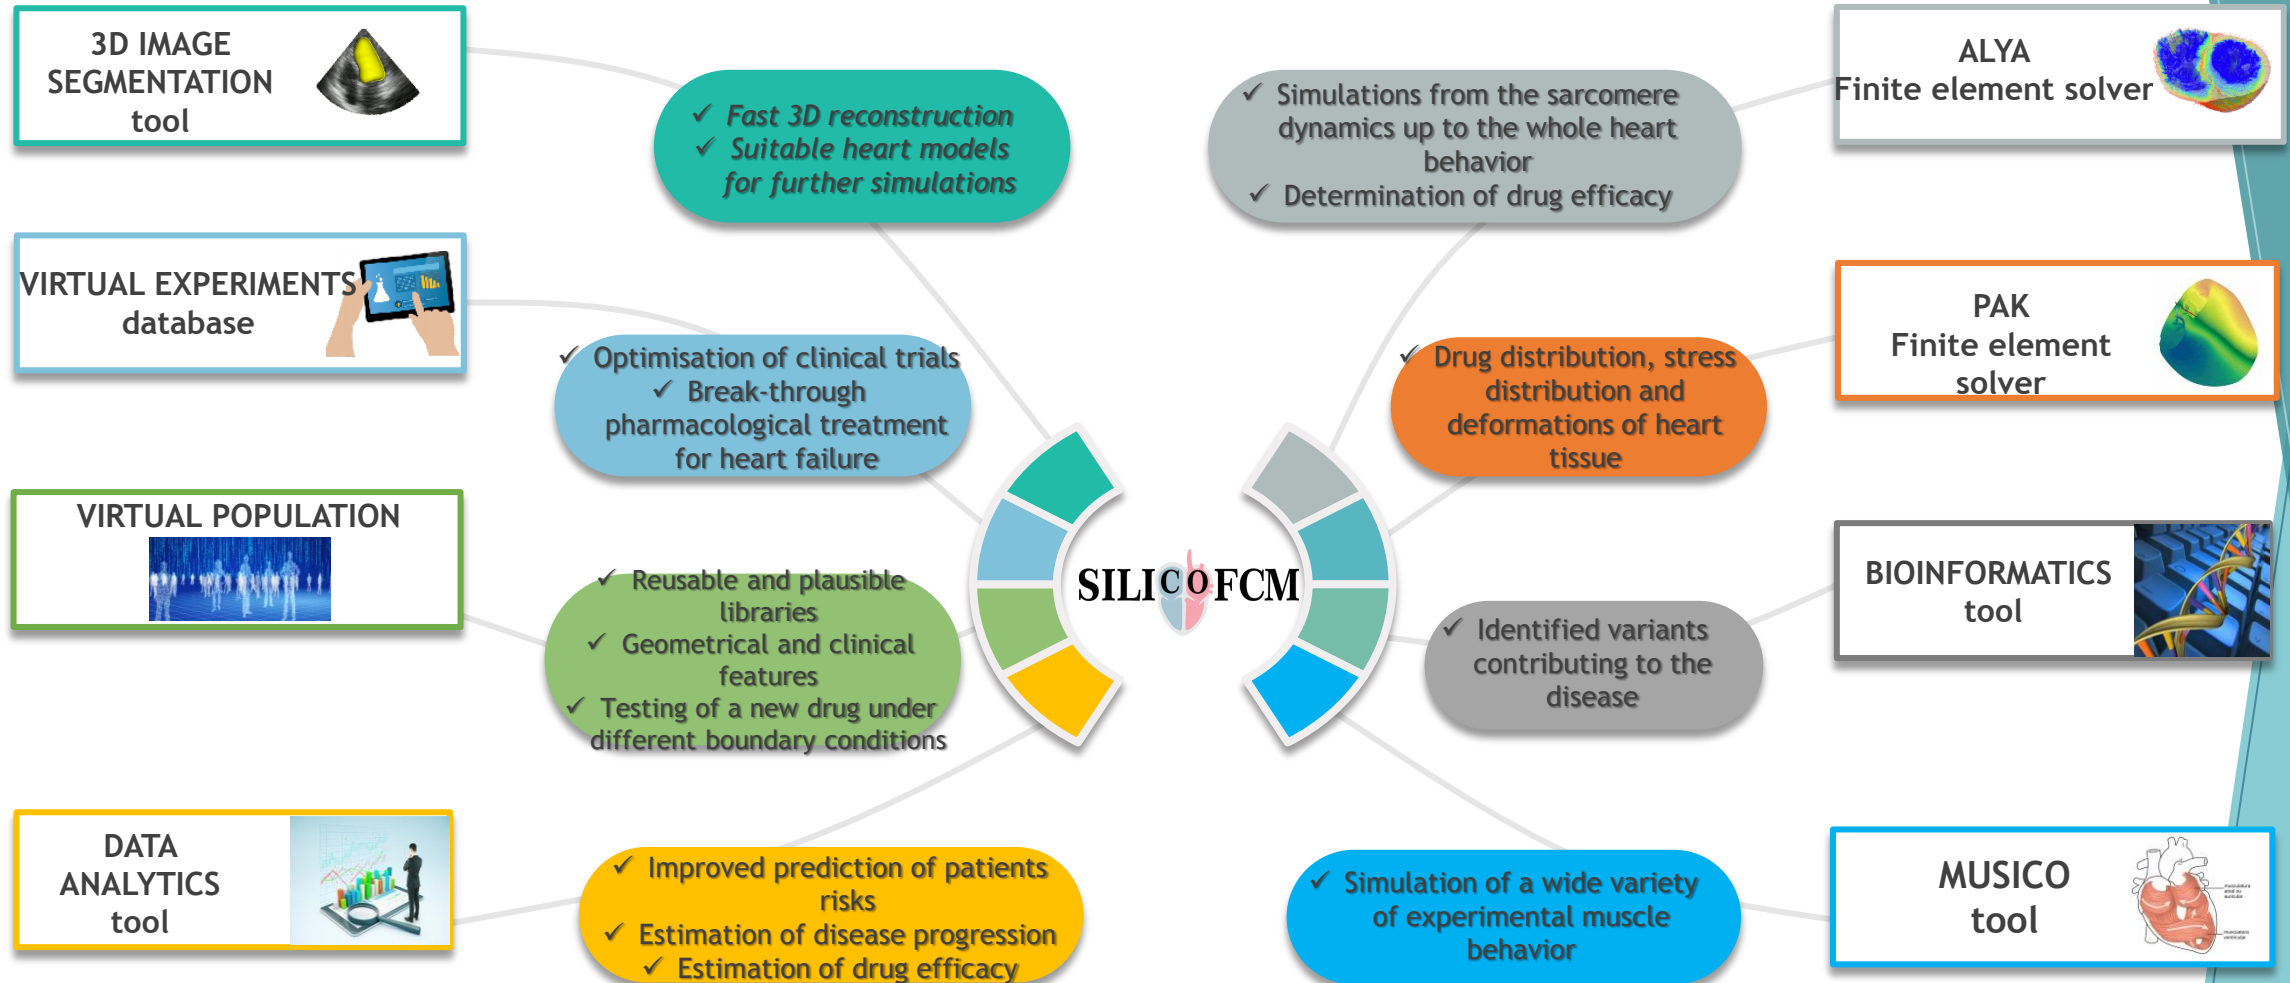 3D IMAGE
SEGMENTATION
tool
✓ Fast 3D reconstruction
✓ Suitable heart models
for further simulations
VIRTUAL EXPERIMENTS
database
✓ Optimisation of clinical trials
✓ Break-through
pharmacological treatment
for heart failure
VIRTUAL POPULATION
✓ Reusable and plausible
libraries
✓ Geometrical and clinical
features
✓ Testing of a new drug under
different boundary conditions
DATA
ANALYTICS
tool
✓ Improved prediction of patients
risks
✓ Estimation of disease progression
✓ Estimation of drug efficacy
SILICOFCM
✓ Simulations from the sarcomere
dynamics up to the whole heart
behavior
✓ Determination of drug efficacy
ALYA
Finite element solver
✓ Drug distribution, stress
distribution and
deformations of heart
tissue
PAK
Finite element
solver
✓ Identified variants
contributing to the
disease
BIOINFORMATICS
tool
✓ Simulation of a wide variety
of experimental muscle
behavior
MUSICO
tool